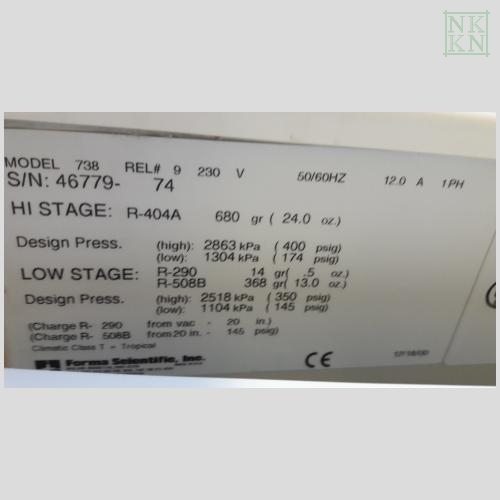 NK
KN
MODEL 738 REL# 9 230 V 50/60HZ 12.0 A 1PH
S/N: 46779- 74
HI STAGE: R-404A 680 gr ( 24.0 oz.)
Design Press. (high): 2863 kPa ( 400 psig)
(low): 1304 kPa ( 174 psig)
LOW STAGE: R-290 14 gr( .5 oz.)
R-508B 368 gr( 13.0 oz.)
Design Press. (high): 2518 kPa ( 350 psig)
(low): 1104 kPa ( 145 psig)
(Charge R- 290 from vac - 20 in.)
(Charge R- 508B from 20 in. - 145 psig)
Climatic Class T = Tropical
Forma Scientific, Inc.
CE